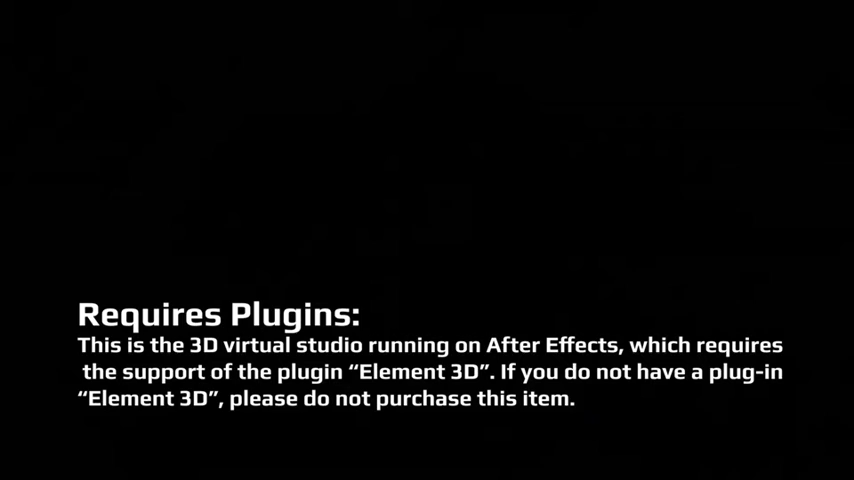 Requires Plugins:
This is the 3D virtual studio running on After Effects, which requires
the support of the plugin “Element 3D”. If you do not have a plug-in
“Element 3D”, please do not purchase this item.